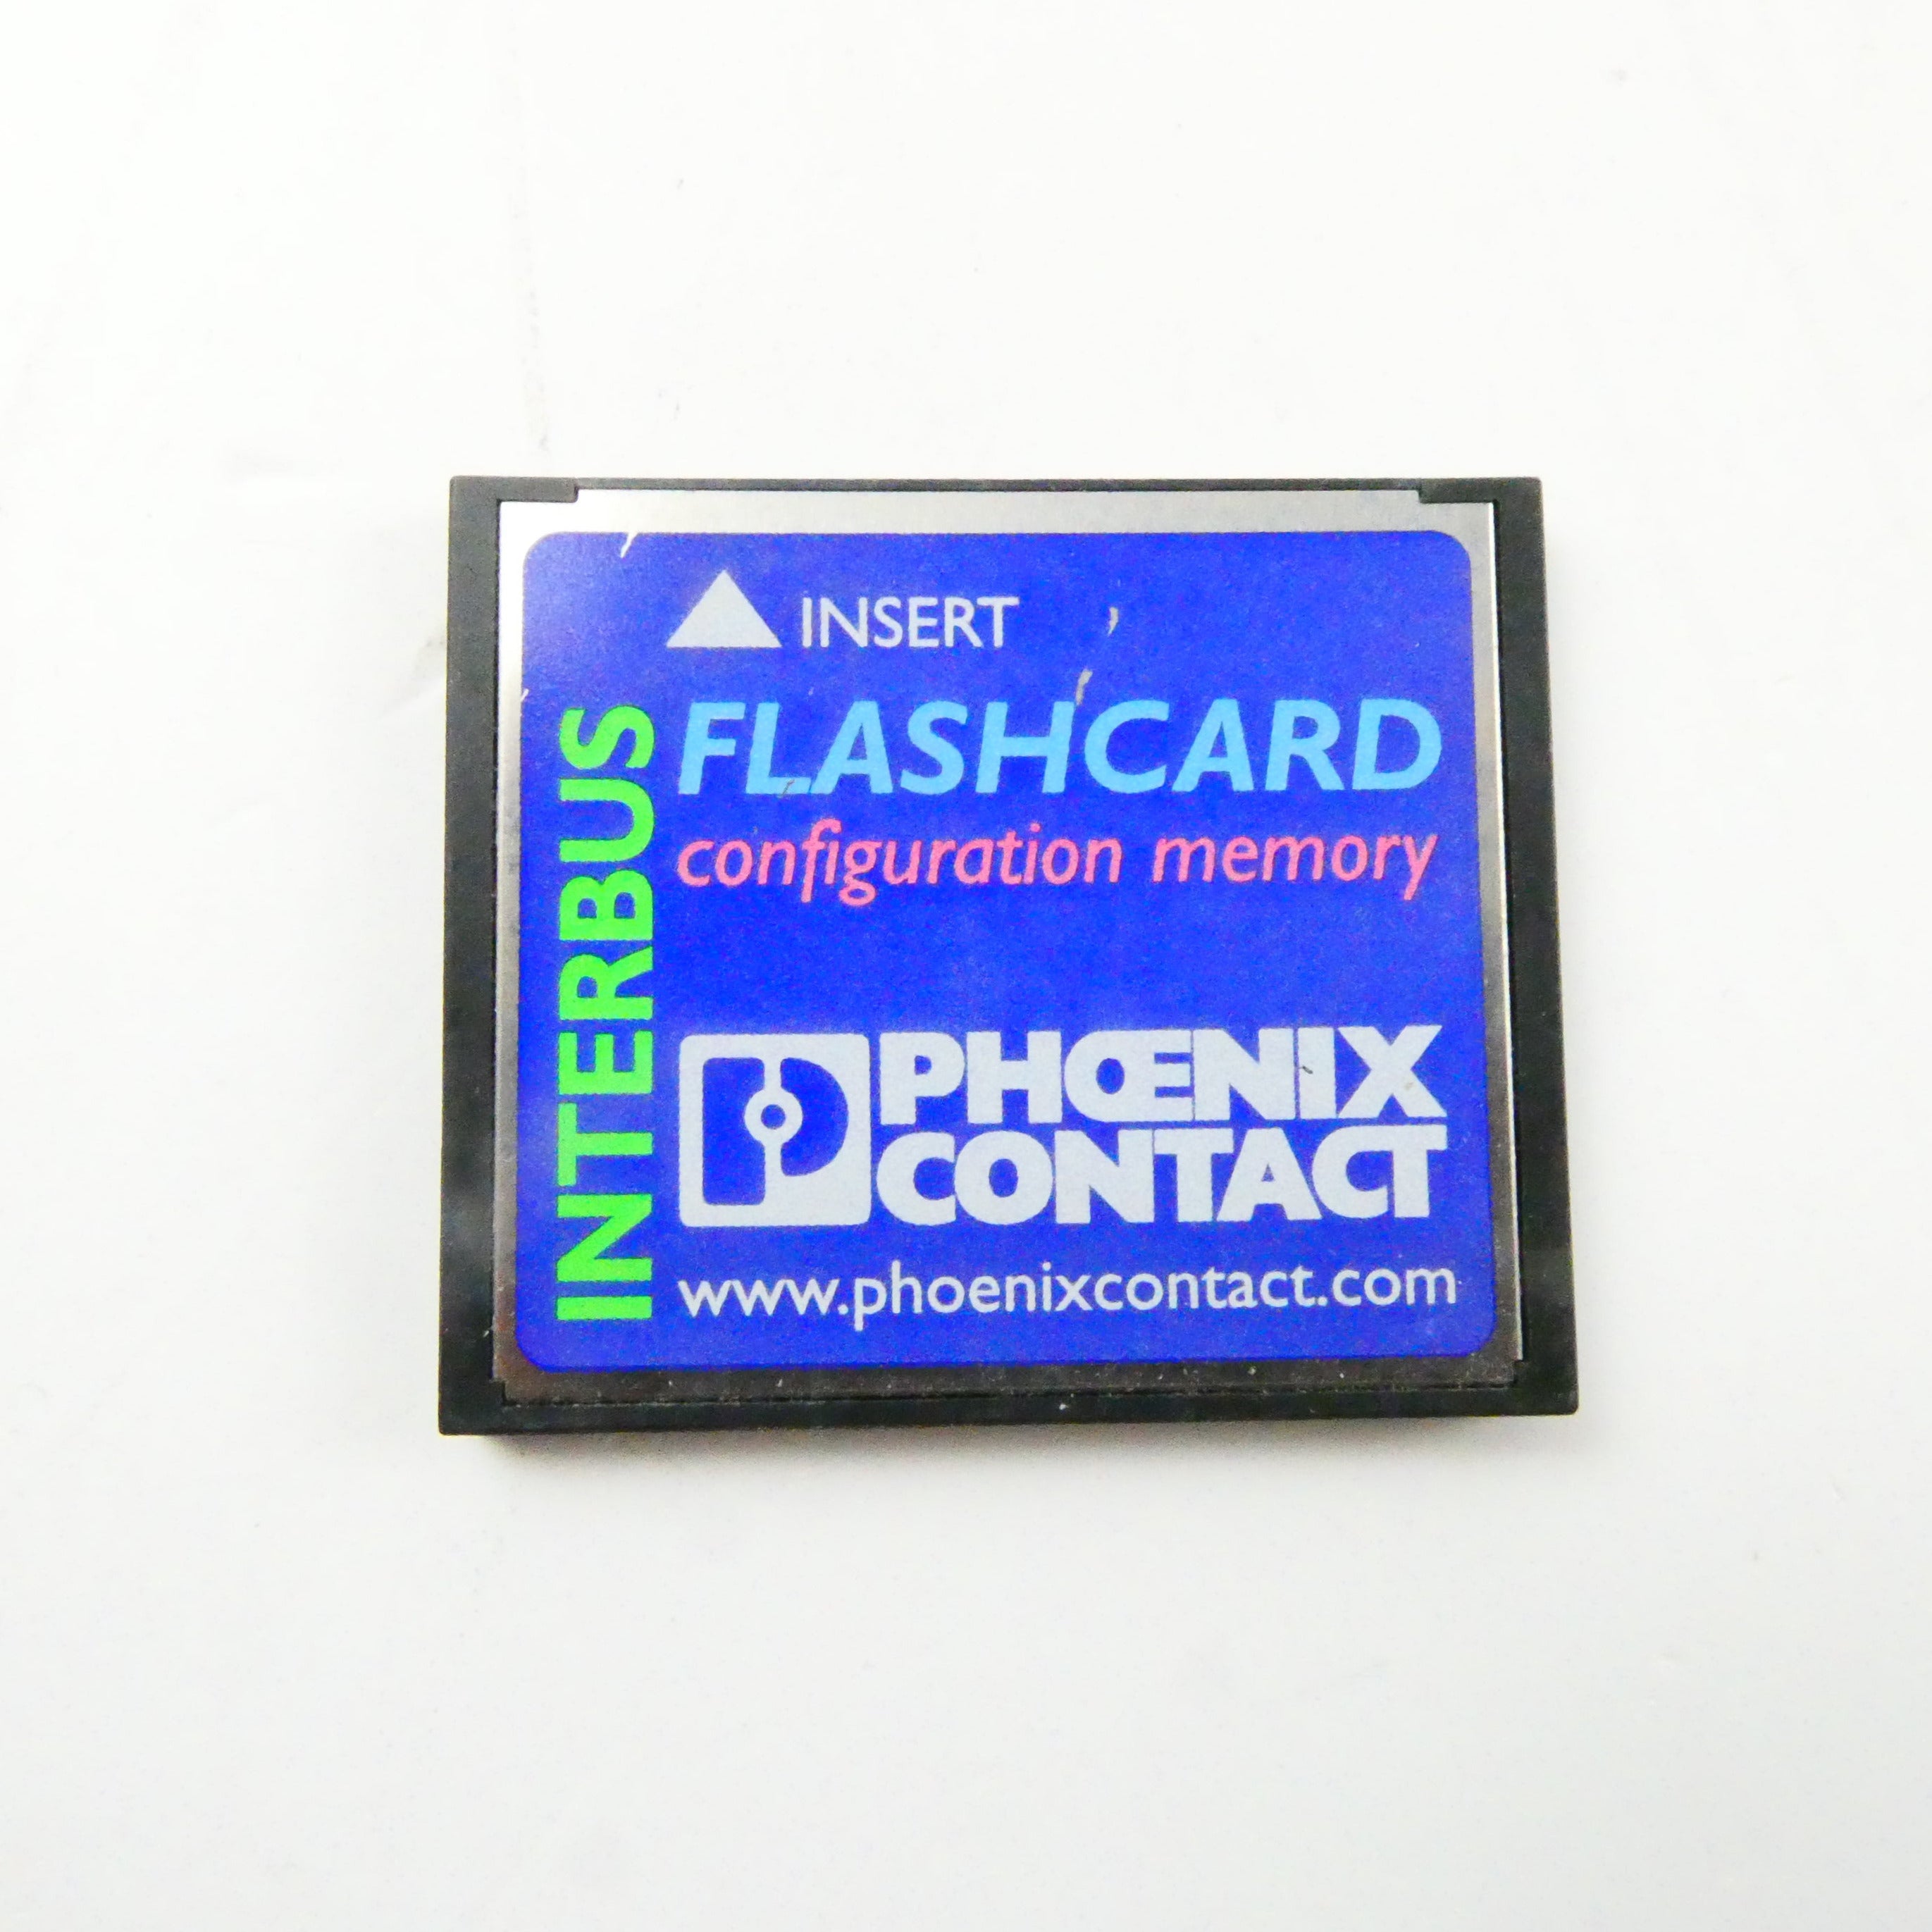 INSERT
FLASHCARD
configuration memory
INTERBUS
PHŒNIX
CONTACT
www.phoenixcontact.com